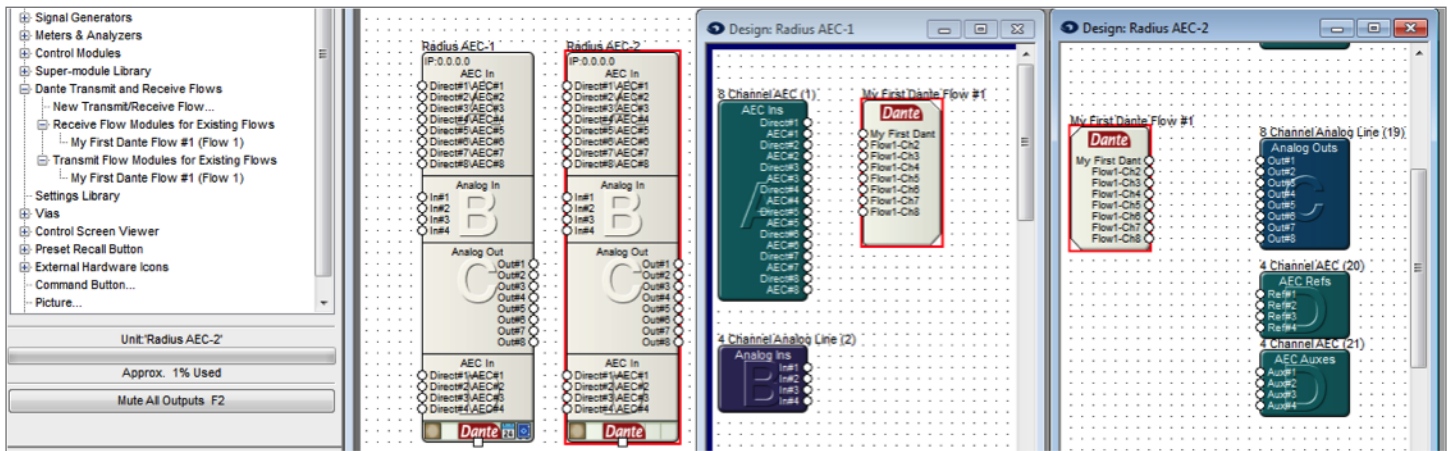 Signal Generators
Meters & Analyzers
Control Modules
Super-module Library
Dante Transmit and Receive Flows
New Transmit/Receive Flow...
Receive Flow Modules for Existing Flows
My First Dante Flow #1 (Flow 1)
Transmit Flow Modules for Existing Flows
My First Dante Flow #1 (Flow 1)
Settings Library
Vias
Control Screen Viewer
Preset Recall Button
External Hardware Icons
Command Button...
Picture...
Unit:'Radius AEC-2'
Approx. 1% Used
Mute All Outputs F2
Radius AEC-1
IP:0.0.0.0
AEC In
Direct#1\AEC#1
Direct#2\AEC#2
Direct#3\AEC#3
Direct#4\AEC#4
Direct#5\AEC#5
Direct#6\AEC#6
Direct#7\AEC#7
Direct#8\AEC#8
Analog In
B
In#1
In#2
In#3
In#4
Analog Out
C
Out#1
Out#2
Out#3
Out#4
Out#5
Out#6
Out#7
Out#8
AEC In
Direct#1\AEC#1
Direct#2\AEC#2
Direct#3\AEC#3
Direct#4\AEC#4
Dante
Radius AEC-2
IP:0.0.0.0
AEC In
Direct#1\AEC#1
Direct#2\AEC#2
Direct#3\AEC#3
Direct#4\AEC#4
Direct#5\AEC#5
Direct#6\AEC#6
Direct#7\AEC#7
Direct#8\AEC#8
Analog In
B
In#1
In#2
In#3
In#4
Analog Out
C
Out#1
Out#2
Out#3
Out#4
Out#5
Out#6
Out#7
Out#8
AEC In
Direct#1\AEC#1
Direct#2\AEC#2
Direct#3\AEC#3
Direct#4\AEC#4
Dante
Design: Radius AEC-1
8 Channel AEC (1)
AEC Ins
A
Direct#1
AEC#1
Direct#2
AEC#2
Direct#3
AEC#3
Direct#4
AEC#4
Direct#5
AEC#5
Direct#6
AEC#6
Direct#7
AEC#7
Direct#8
AEC#8
My First Dante Flow #1
Dante
My First Dant
Flow1-Ch2
Flow1-Ch3
Flow1-Ch4
Flow1-Ch5
Flow1-Ch6
Flow1-Ch7
Flow1-Ch8
4 Channel Analog Line (2)
Analog Ins
B
In#1
In#2
In#3
In#4
Design: Radius AEC-2
My First Dante Flow #1
Dante
My First Dant
Flow1-Ch2
Flow1-Ch3
Flow1-Ch4
Flow1-Ch5
Flow1-Ch6
Flow1-Ch7
Flow1-Ch8
8 Channel Analog Line (19)
Analog Outs
C
Out#1
Out#2
Out#3
Out#4
Out#5
Out#6
Out#7
Out#8
4 Channel AEC (20)
AEC Refs
D
Ref#1
Ref#2
Ref#3
Ref#4
4 Channel AEC (21)
AEC Auxes
D
Aux#1
Aux#2
Aux#3
Aux#4